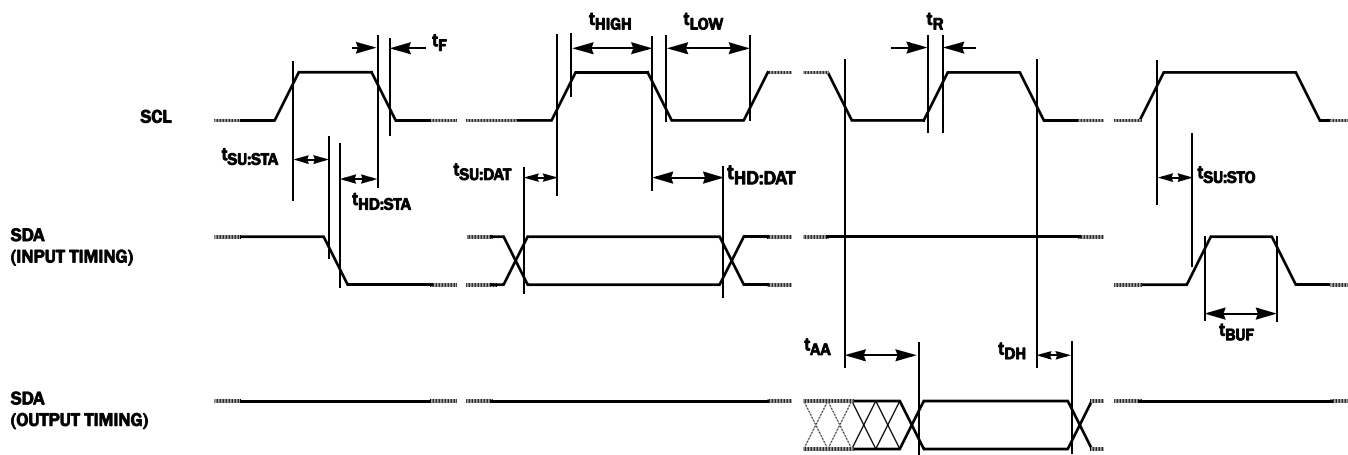 tF
tHIGH
tLOW
tR
SCL
tSU:STA
tHD:STA
tSU:DAT
tHD:DAT
tSU:STO
SDA
(INPUT TIMING)
tBUF
tAA
tDH
SDA
(OUTPUT TIMING)